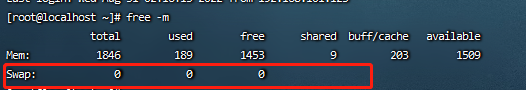 [root@localhost ~]# free -m
total used free shared buff/cache available
Mem: 1846 189 1453 9 203 1509
Swap: 0 0 0